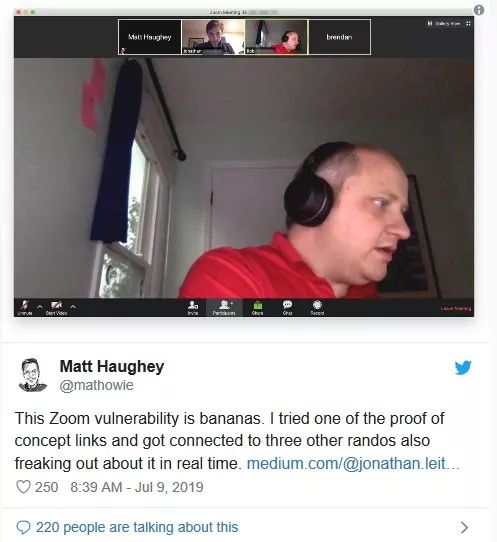 Zoom Meeting ID:
Gallery View
Matt Haughey
jonathan
Rob
brendan
Unmute
Start Video
Invite
4
Participants
Share
Chat
Record
Leave Meeting
Matt Haughey
@mathowie
This Zoom vulnerability is bananas. I tried one of the proof of
concept links and got connected to three other randos also
freaking out about it in real time. medium.com/@jonathan.leit…
250 8:39 AM - Jul 9, 2019
220 people are talking about this